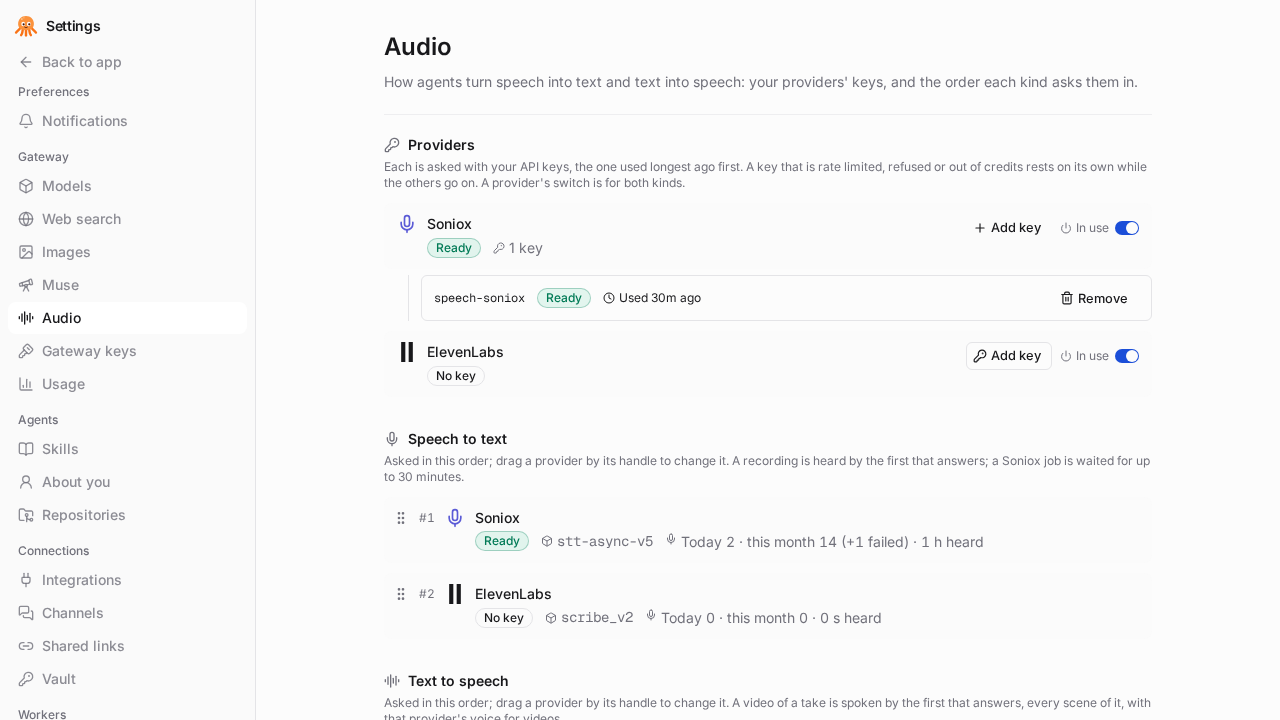 Settings
Back to app
Preferences
Notifications
Gateway
Models
Web search
Images
Muse
Audio
Gateway keys
Usage
Agents
Skills
About you
Repositories
Connections
Integrations
Channels
Shared links
Vault
Workers
Audio
How agents turn speech into text and text into speech: your providers' keys, and the order each kind asks them in.
Providers
Each is asked with your API keys, the one used longest ago first. A key that is rate limited, refused or out of credits rests on its own while
the others go on. A provider's switch is for both kinds.
Soniox
Add key
In use
Ready
1 key
speech-soniox
Ready
Used 30m ago
Remove
ElevenLabs
Add key
In use
No key
Speech to text
Asked in this order; drag a provider by its handle to change it. A recording is heard by the first that answers; a Soniox job is waited for up
to 30 minutes.
#1
Soniox
Ready
stt-async-v5
Today 2 · this month 14 (+1 failed) · 1 h heard
#2
ElevenLabs
No key
scribe_v2
Today 0 · this month 0 · 0 s heard
Text to speech
Asked in this order; drag a provider by its handle to change it. A video of a take is spoken by the first that answers, every scene of it, with
that provider's voice for videos.